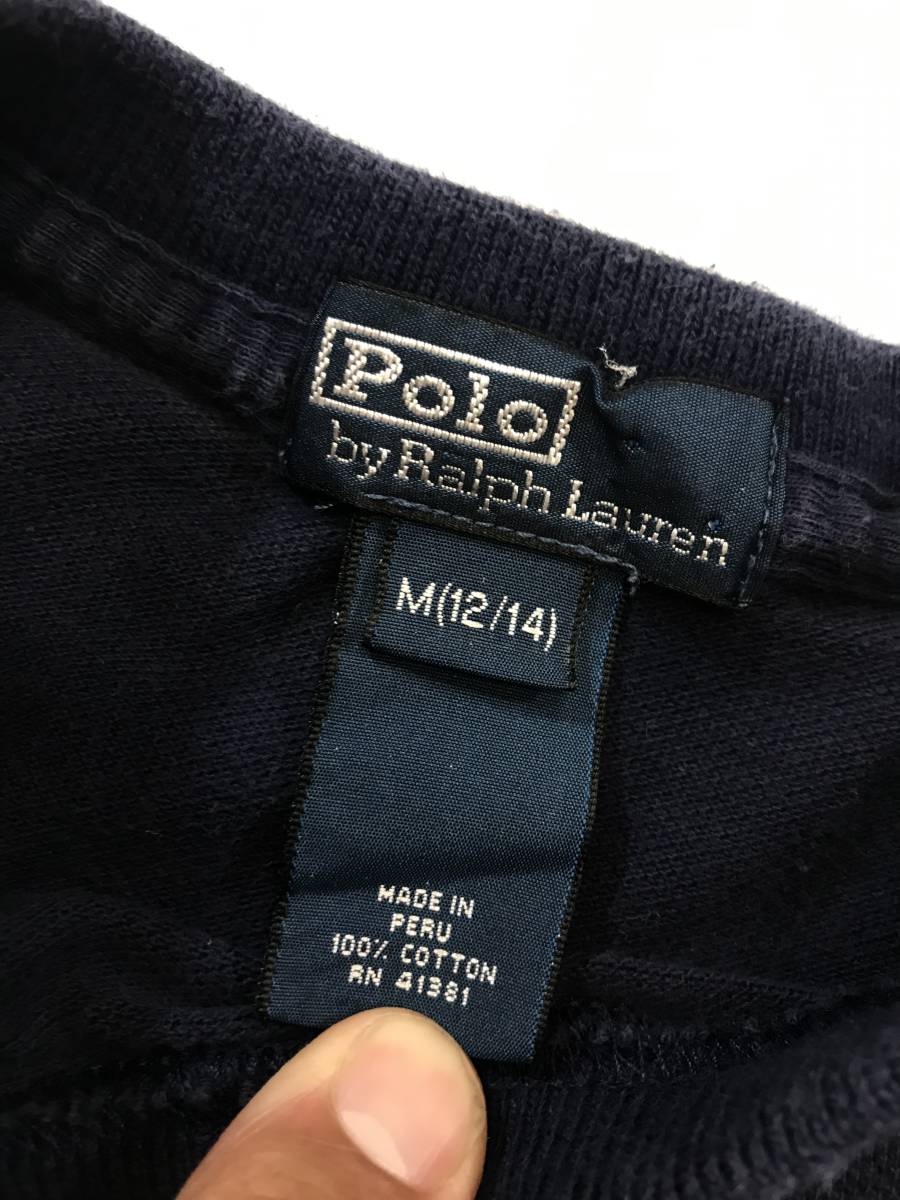 Polo
by Ralph Lauren
M(12/14)
MADE IN
PERU
100% COTTON
RN 41381